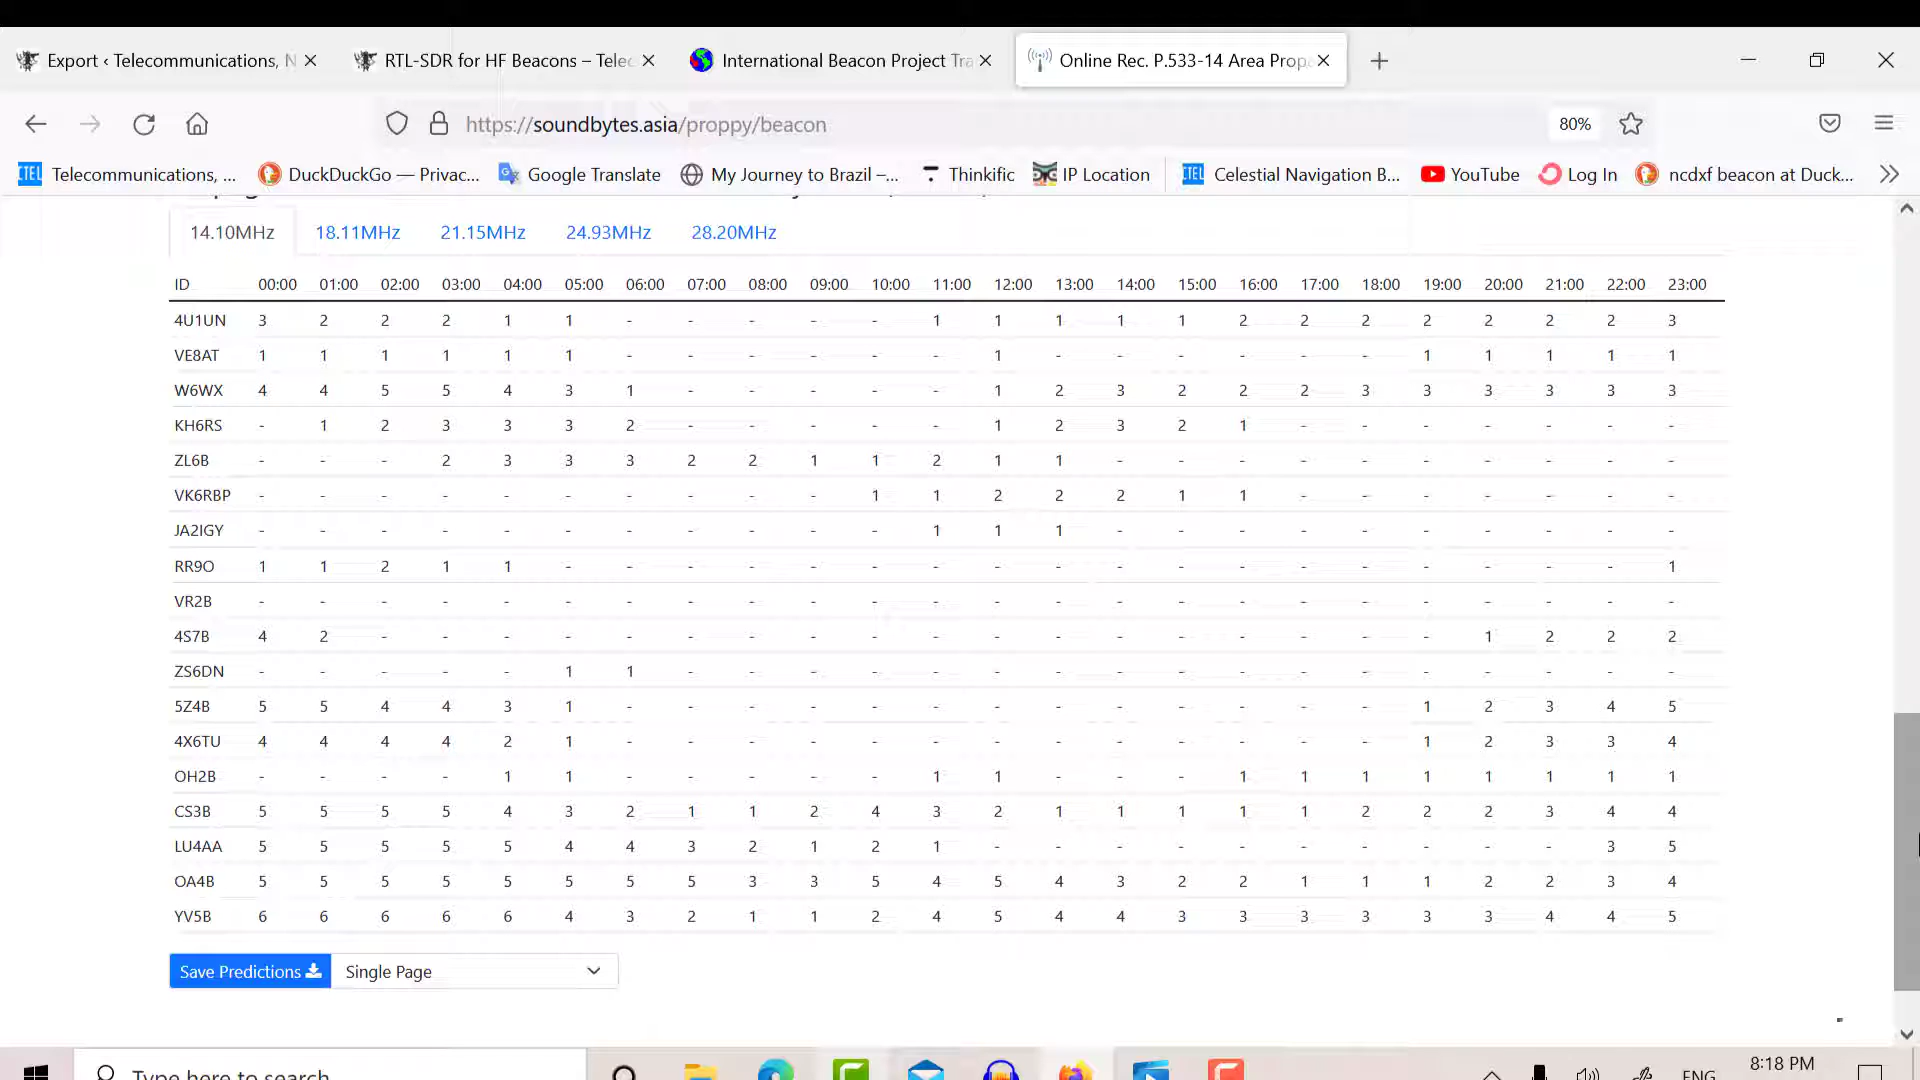 Export ‹ Telecommunications, N
RTL-SDR for HF Beacons – Telec
International Beacon Project Tra
Online Rec. P.533-14 Area Prop
https://soundbytes.asia/proppy/beacon
80%
Telecommunications, ...
DuckDuckGo — Privac...
Google Translate
My Journey to Brazil –...
Thinkific
IP Location
Celestial Navigation B...
YouTube
Log In
ncdxf beacon at Duck...
14.10MHz 18.11MHz 21.15MHz 24.93MHz 28.20MHz
ID 00:00 01:00 02:00 03:00 04:00 05:00 06:00 07:00 08:00 09:00 10:00 11:00 12:00 13:00 14:00 15:00 16:00 17:00 18:00 19:00 20:00 21:00 22:00 23:00
4U1UN 3 2 2 2 1 1 - - - - - 1 1 1 1 1 2 2 2 2 2 2 2 3
VE8AT 1 1 1 1 1 1 - - - - - - 1 - - - - - - 1 1 1 1 1
W6WX 4 4 5 5 4 3 1 - - - - - 1 2 3 2 2 2 3 3 3 3 3 3
KH6RS - 1 2 3 3 3 2 - - - - - 1 2 3 2 1 - - - - - - -
ZL6B - - - 2 3 3 3 2 2 1 1 2 1 1 - - - - - - - - - -
VK6RBP - - - - - - - - - - 1 1 2 2 2 1 1 - - - - - - -
JA2IGY - - - - - - - - - - - 1 1 1 - - - - - - - - - -
RR9O 1 1 2 1 1 - - - - - - - - - - - - - - - - - - 1
VR2B - - - - - - - - - - - - - - - - - - - - - - - -
4S7B 4 2 - - - - - - - - - - - - - - - - - - 1 2 2 2
ZS6DN - - - - - 1 1 - - - - - - - - - - - - - - - - -
5Z4B 5 5 4 4 3 1 - - - - - - - - - - - - - 1 2 3 4 5
4X6TU 4 4 4 4 2 1 - - - - - - - - - - - - - 1 2 3 3 4
OH2B - - - - 1 1 - - - - - 1 1 - - - 1 1 1 1 1 1 1 1
CS3B 5 5 5 5 4 3 2 1 1 2 4 3 2 1 1 1 1 1 2 2 2 3 4 4
LU4AA 5 5 5 5 5 4 4 3 2 1 2 1 - - - - - - - - - - 3 5
OA4B 5 5 5 5 5 5 5 5 3 3 5 4 5 4 3 2 2 1 1 1 2 2 3 4
YV5B 6 6 6 6 6 4 3 2 1 1 2 4 5 4 4 3 3 3 3 3 3 4 4 5
Save Predictions Single Page
Type here to search
ENG
8:18 PM